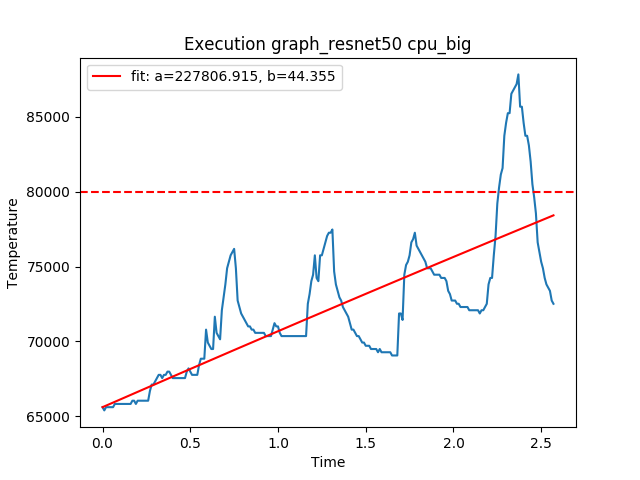 Execution graph_resnet50 cpu_big
fit: a=227806.915, b=44.355
Temperature
85000
80000
75000
70000
65000
0.0 0.5 1.0 1.5 2.0 2.5
Time